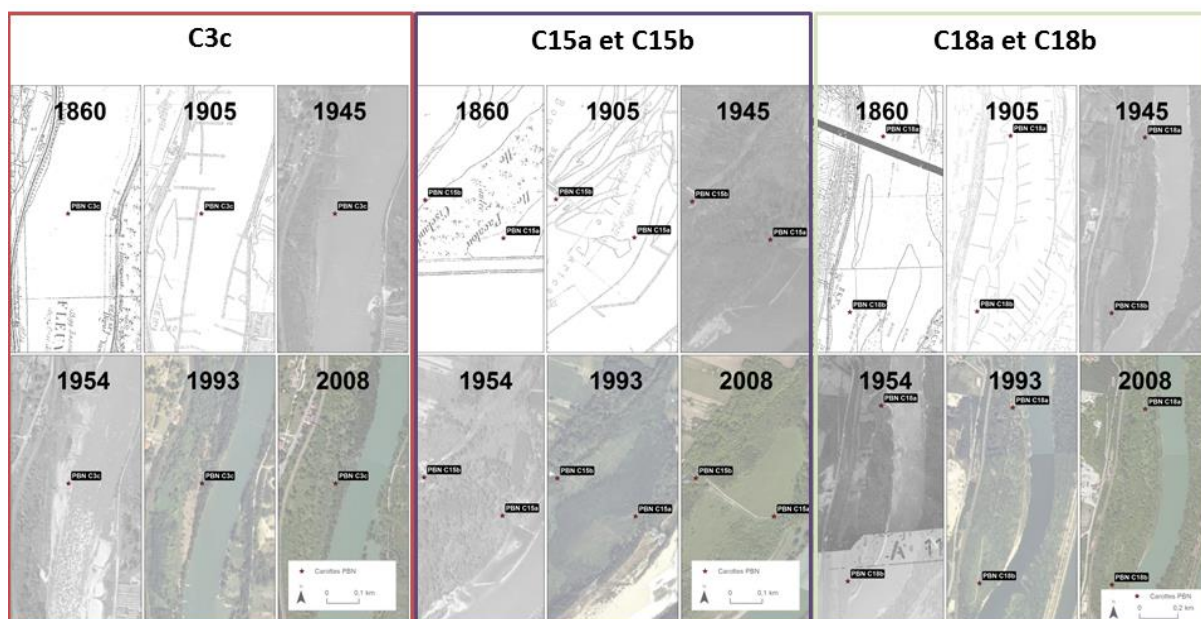 C3c
C15a et C15b
C18a et C18b
1860
1905
1945
1860
1905
1945
1860
1905
1945
PBN C3c
PBN C3c
PBN C3c
PBN C15b
PBN C15a
PBN C15b
PBN C15a
PBN C15b
PBN C15a
PBN C18a
PBN C18b
PBN C18a
PBN C18b
PBN C18a
PBN C18b
Ile
Pacalon
Ile
1954
1993
2008
1954
1993
2008
1954
1993
2008
PBN C3c
PBN C3c
PBN C3c
PBN C15b
PBN C15a
PBN C15b
PBN C15a
PBN C15b
PBN C15a
PBN C18a
PBN C18b
PBN C18a
PBN C18b
PBN C18a
PBN C18b
Carottes PBN
N
0 0,1 km
Carottes PBN
N
0 0,1 km
Carottes PBN
N
0 0,2 km